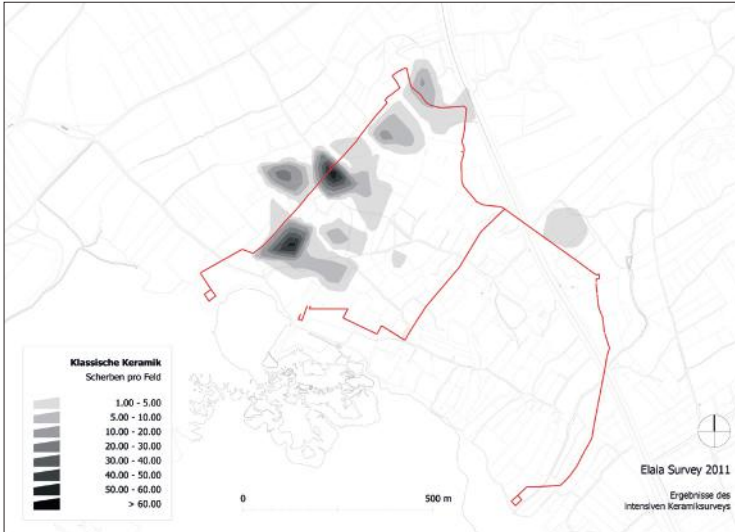 Klassische Keramik
Scherben pro Feld
1.00 - 5.00
5.00 - 10.00
10.00 - 20.00
20.00 - 30.00
30.00 - 40.00
40.00 - 50.00
50.00 - 60.00
> 60.00
0 500 m
Elaia Survey 2011
Ergebnisse des
intensiven Keramiksurveys